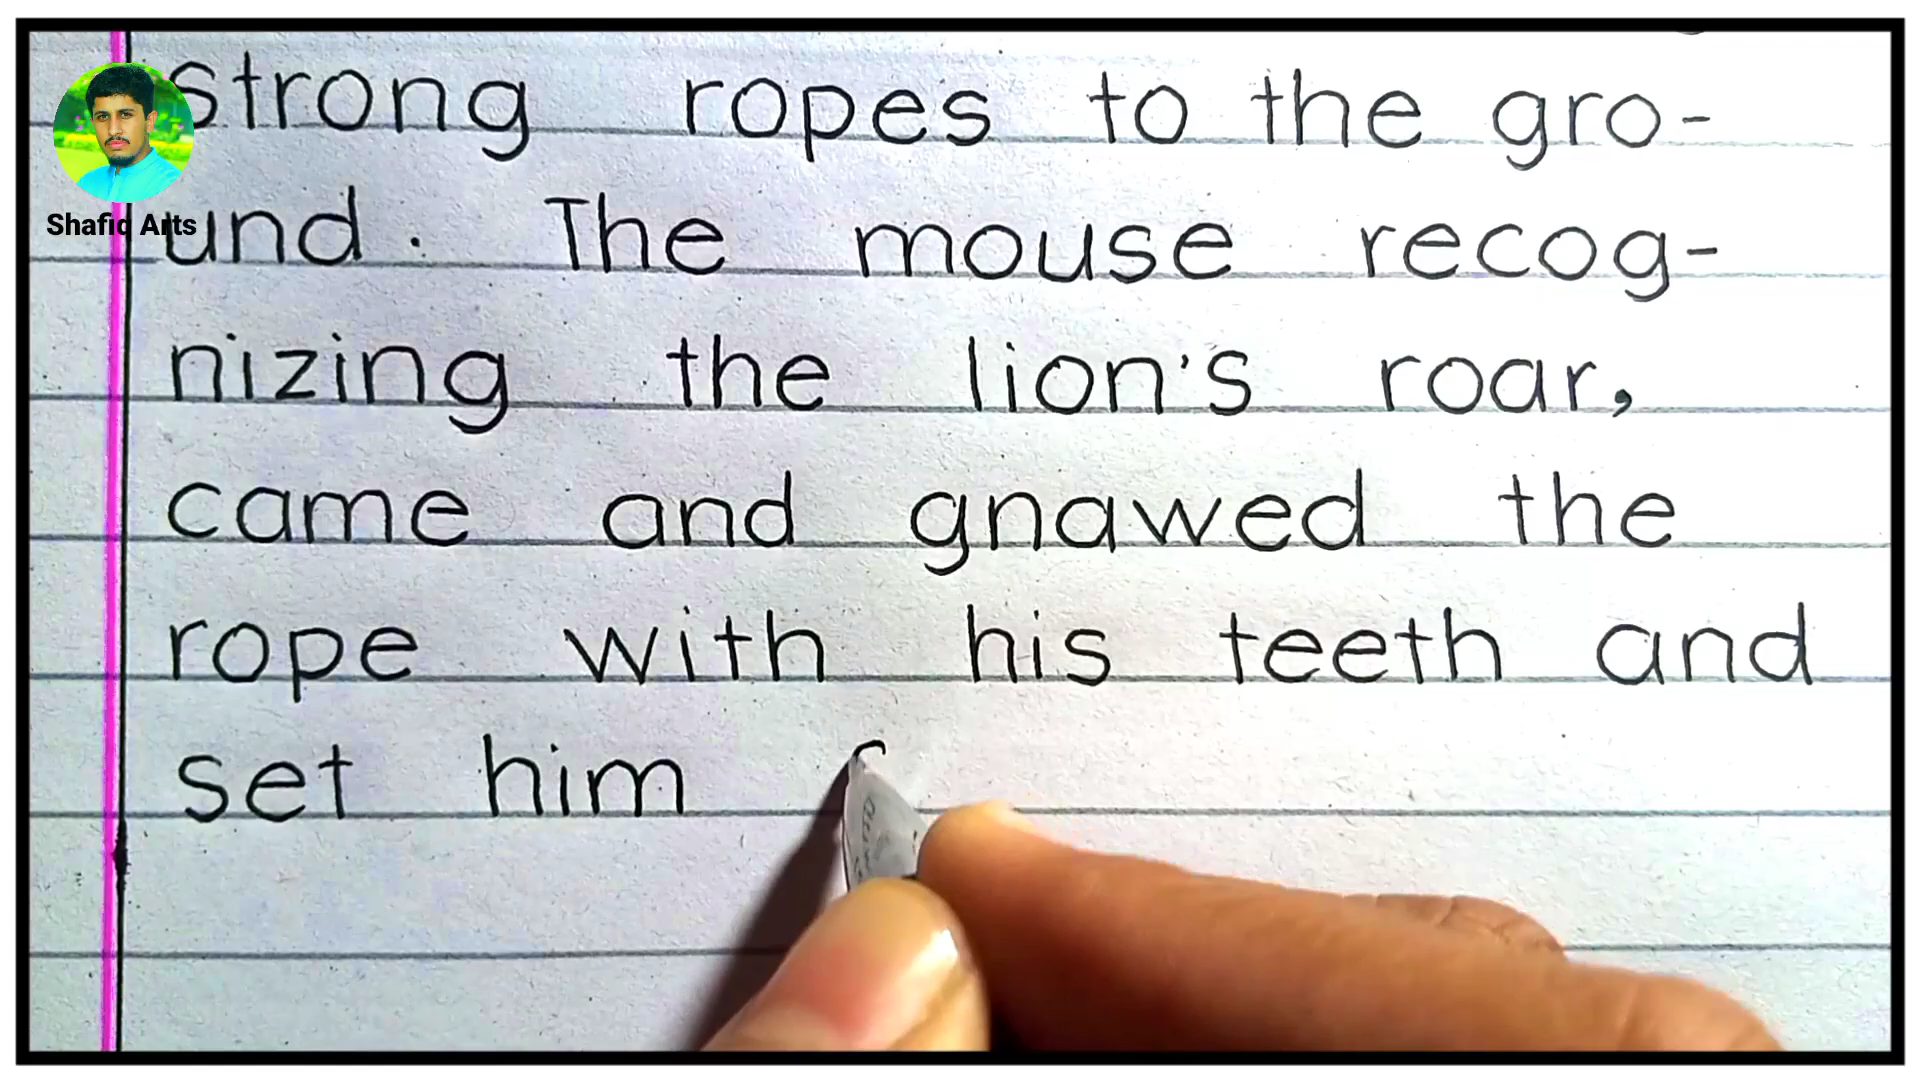 strong ropes to the gro-
und. The mouse recog-
nizing the lion's roar,
came and gnawed the
rope with his teeth and
set him
Shafiq Arts